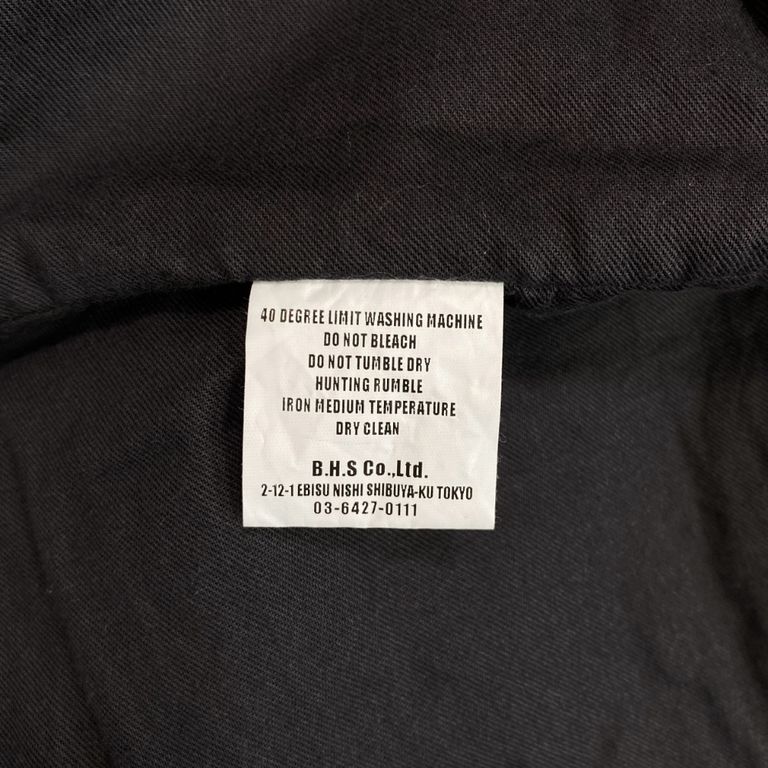 40 DEGREE LIMIT WASHING MACHINE
DO NOT BLEACH
DO NOT TUMBLE DRY
HUNTING RUMBLE
IRON MEDIUM TEMPERATURE
DRY CLEAN
B.H.S Co.,Ltd.
2-12-1 EBISU NISHI SHIBUYA-KU TOKYO
03-6427-0111